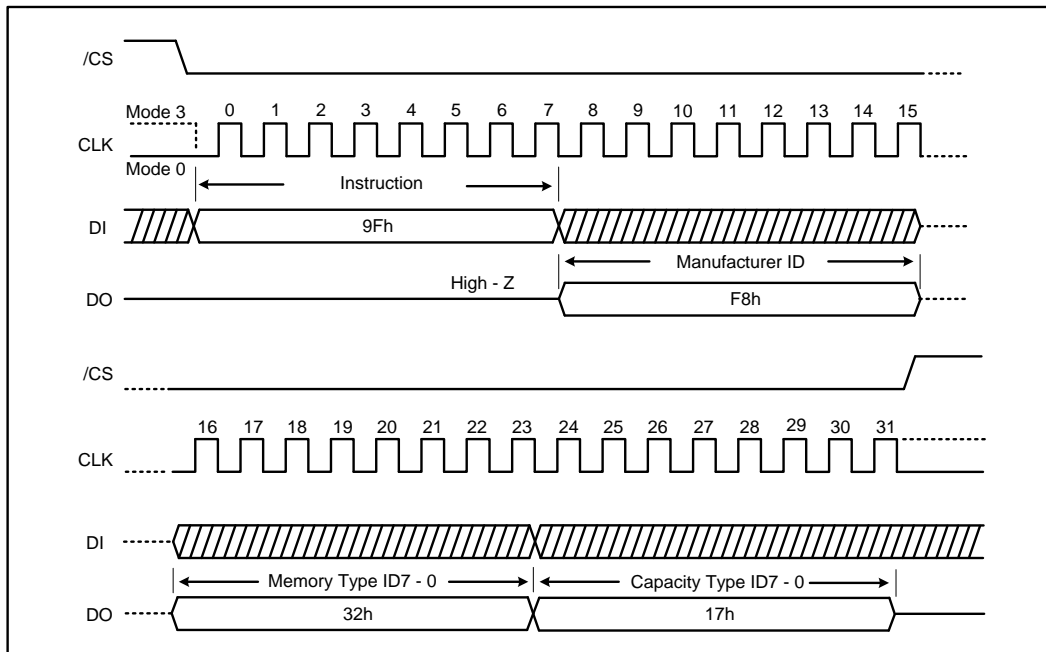 /CS
Mode 3
0 1 2 3 4 5 6 7 8 9 10 11 12 13 14 15
CLK
Mode 0
Instruction
DI
9Fh
Manufacturer ID
High - Z
DO
F8h
/CS
16 17 18 19 20 21 22 23 24 25 26 27 28 29 30 31
CLK
DI
Memory Type ID7 - 0
Capacity Type ID7 - 0
DO
32h
17h